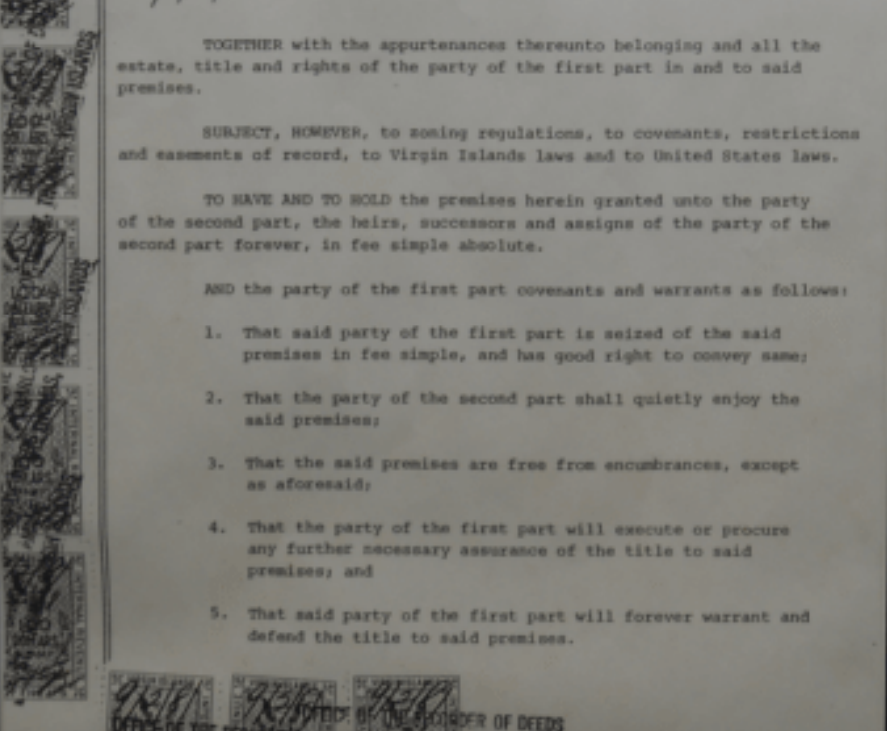 TOGETHER with the appurtenances thereunto belonging and all the
estate, title and rights of the party of the first part in and to said
premises.
SUBJECT, HOWEVER, to zoning regulations, to covenants, restrictions
and easements of record, to Virgin Islands laws and to United States laws.
TO HAVE AND TO HOLD the premises herein granted unto the party
of the second part, the heirs, successors and assigns of the party of the
second part forever, in fee simple absolute.
AND the party of the first part covenants and warrants as follows:
1. That said party of the first part is seized of the said
premises in fee simple, and has good right to convey same;
2. That the party of the second part shall quietly enjoy the
said premises;
3. That the said premises are free from encumbrances, except
as aforesaid;
4. That the party of the first part will execute or procure
any further necessary assurance of the title to said
premises; and
5. That said party of the first part will forever warrant and
defend the title to said premises.
OFFICE OF THE RECORDER OF DEEDS